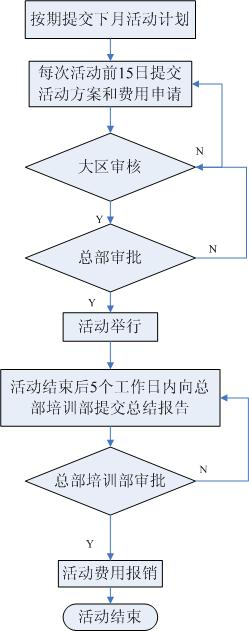 按期提交下月活动计划
每次活动前15日提交
活动方案和费用申请
大区审核
N
Y
总部审批
N
Y
活动举行
活动结束后5个工作日内向总
部培训部提交总结报告
总部培训部审批
N
Y
活动费用报销
活动结束